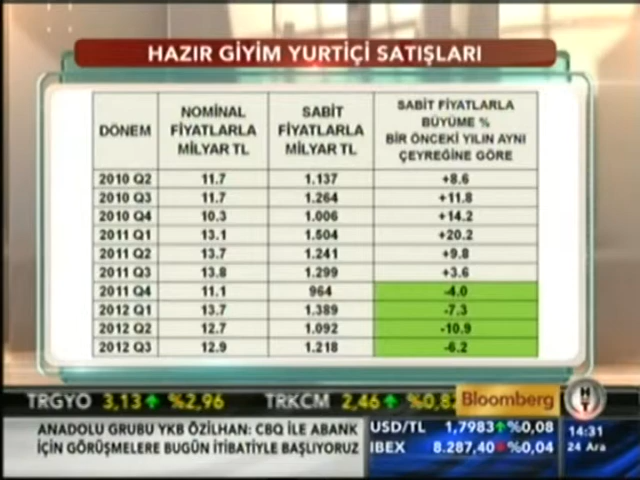 HAZIR GİYİM YURTİÇİ SATIŞLARI
DÖNEM NOMİNAL FİYATLARLA MİLYAR TL SABİT FİYATLARLA MİLYAR TL SABİT FİYATLARLA BÜYÜME % BİR ÖNCEKİ YILIN AYNI ÇEYREĞİNE GÖRE
2010 Q2 11.7 1.137 +8.6
2010 Q3 11.7 1.264 +11.8
2010 Q4 10.3 1.006 +14.2
2011 Q1 13.1 1.504 +20.2
2011 Q2 13.7 1.241 +9.8
2011 Q3 13.8 1.299 +3.6
2011 Q4 11.1 964 -4.0
2012 Q1 13.7 1.389 -7.3
2012 Q2 12.7 1.092 -10.9
2012 Q3 12.9 1.218 -6.2
TRGYO 3,13 %2,96 TRKCM 2,46 %0,8
Bloomberg HT
ANADOLU GRUBU YKB ÖZİLHAN: CBQ İLE ABANK
İÇİN GÖRÜŞMELERE BUGÜN İTİBATİYLE BAŞLIYORUZ
USD/TL 1,7983 %0,08
IBEX 8.287,40 %0,04
14:31
24 Ara